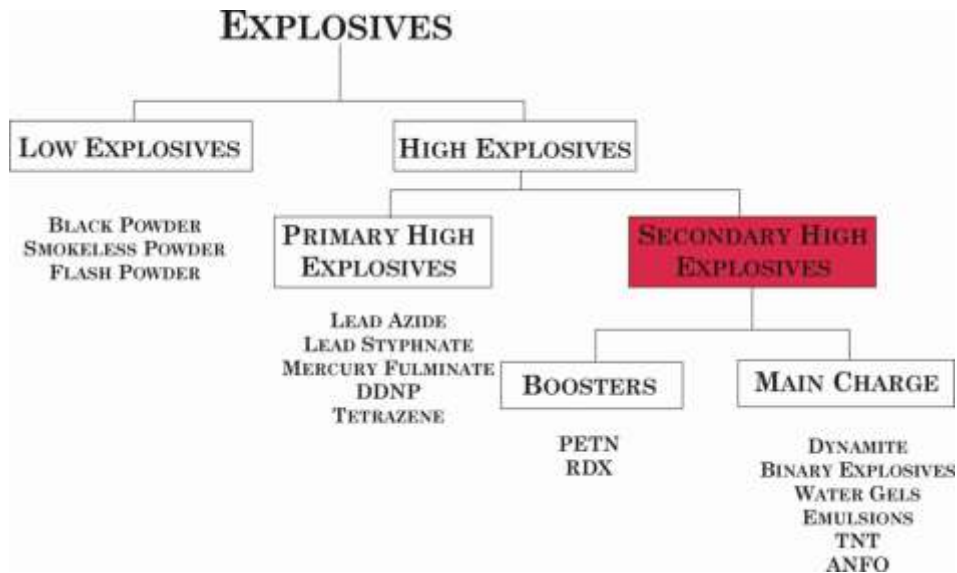 EXPLOSIVES
LOW EXPLOSIVES
HIGH EXPLOSIVES
BLACK POWDER
SMOKELESS POWDER
FLASH POWDER
PRIMARY HIGH
EXPLOSIVES
SECONDARY HIGH
EXPLOSIVES
LEAD AZIDE
LEAD STYPHNATE
MERCURY FULMINATE
DDNP
TETRAZENE
BOOSTERS
MAIN CHARGE
PETN
RDX
DYNAMITE
BINARY EXPLOSIVES
WATER GELS
EMULSIONS
TNT
ANFO